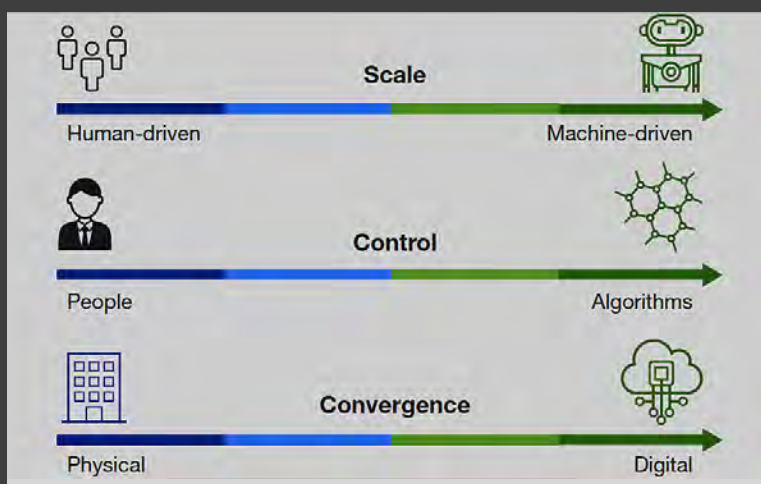 Scale
Human-driven
Machine-driven
Control
People
Algorithms
Convergence
Physical
Digital